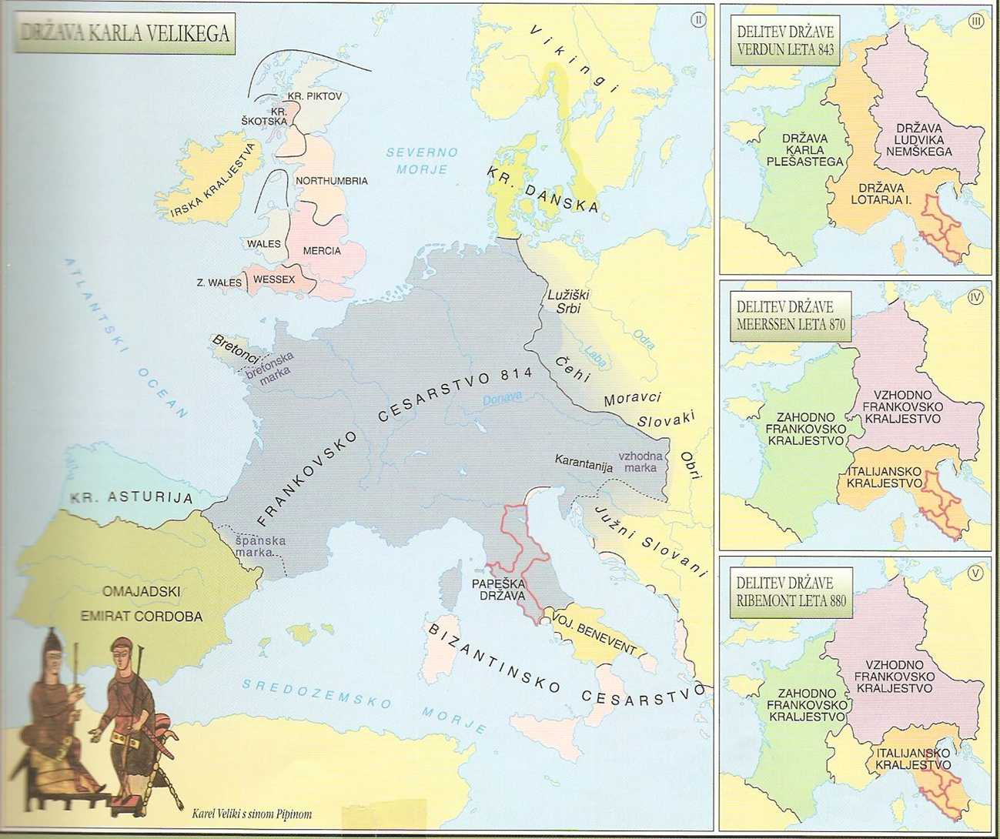 DRŽAVA KARLA VELIKEGA
II
Vikingi
KR. PIKTOV
KR.
ŠKOTSKA
IRSKA KRALJESTVA
NORTHUMBRIA
SEVERNO
MORJE
KR. DANSKA
WALES
MERCIA
Z. WALES
WESSEX
ATLANTSKI OCEAN
Lužiški
Srbi
Odra
Laba
Bretonci
bretonska
marka
Čehi
FRANKOVSKO CESARSTVO 814
Donava
Moravci
Slovaki
Obri
Karantanija
vzhodna
marka
KR. ASTURIJA
Južni Slovani
španska
marka
OMAJADSKI
EMIRAT CORDOBA
PAPEŠKA
DRŽAVA
VOJ. BENEVENT
BIZANTINSKO CESARSTVO
SREDOZEMSKO MORJE
Karel Veliki s sinom Pipinom
III
DELITEV DRŽAVE
VERDUN LETA 843
DRŽAVA
KARLA
PLEŠASTEGA
DRŽAVA
LUDVIKA
NEMŠKEGA
DRŽAVA
LOTARJA I.
IV
DELITEV DRŽAVE
MEERSSEN LETA 870
ZAHODNO
FRANKOVSKO
KRALJESTVO
VZHODNO
FRANKOVSKO
KRALJESTVO
ITALIJANSKO
KRALJESTVO
V
DELITEV DRŽAVE
RIBEMONT LETA 880
VZHODNO
FRANKOVSKO
KRALJESTVO
ZAHODNO
FRANKOVSKO
KRALJESTVO
ITALIJANSKO
KRALJESTVO